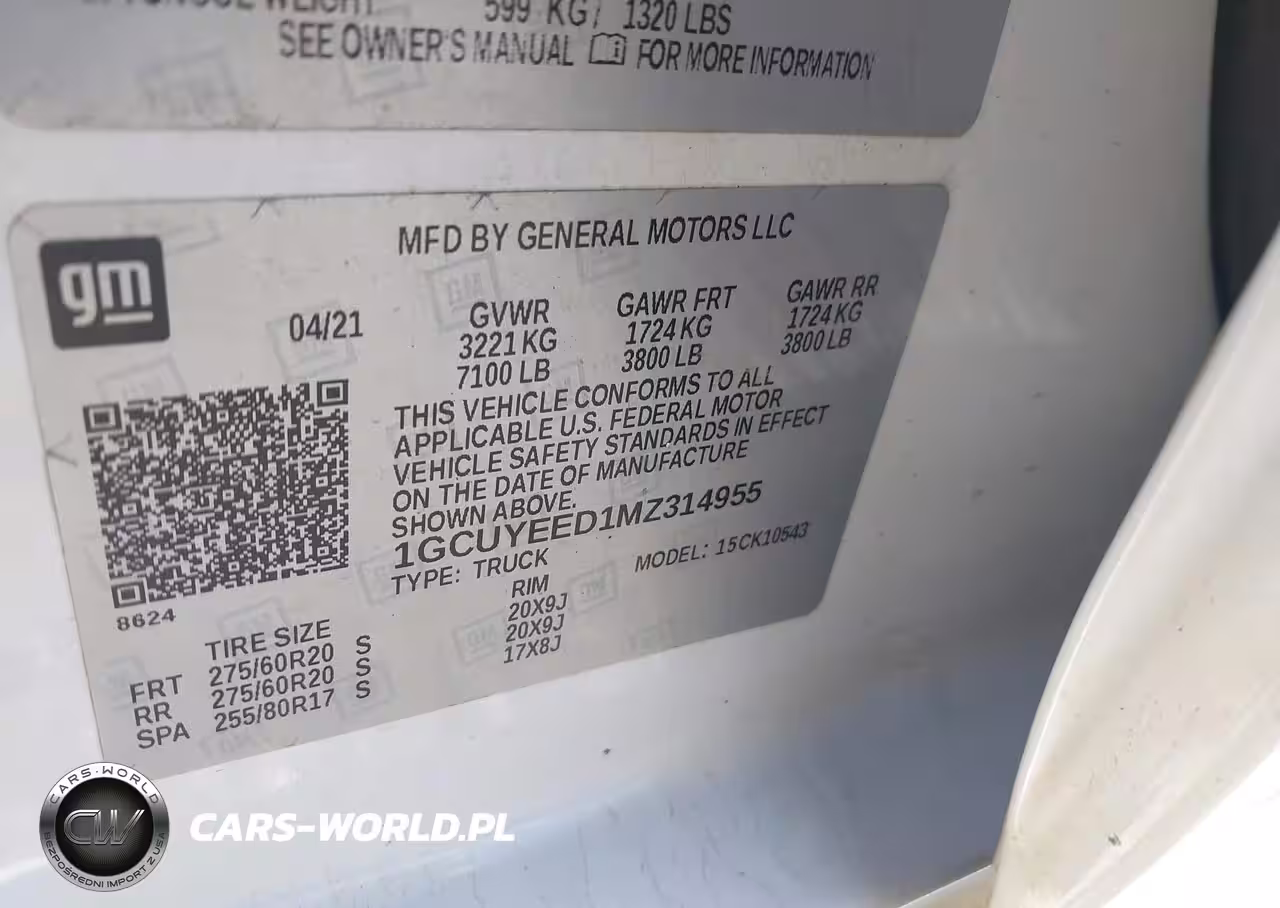 599 KG / 1320 LBS
SEE OWNER'S MANUAL FOR MORE INFORMATION
MFD BY GENERAL MOTORS LLC
gm
04/21
GVWR GAWR FRT GAWR RR
3221 KG 1724 KG 1724 KG
7100 LB 3800 LB 3800 LB
THIS VEHICLE CONFORMS TO ALL
APPLICABLE U.S. FEDERAL MOTOR
VEHICLE SAFETY STANDARDS IN EFFECT
ON THE DATE OF MANUFACTURE
SHOWN ABOVE.
1GCUYEED1MZ314955
TYPE: TRUCK MODEL: 15CK10543
8624
TIRE SIZE RIM
FRT 275/60R20 S 20X9J
RR 275/60R20 S 20X9J
SPA 255/80R17 S 17X8J
CARS-WORLD
CW
BEZPOŚREDNI IMPORT Z USA
CARS-WORLD.PL